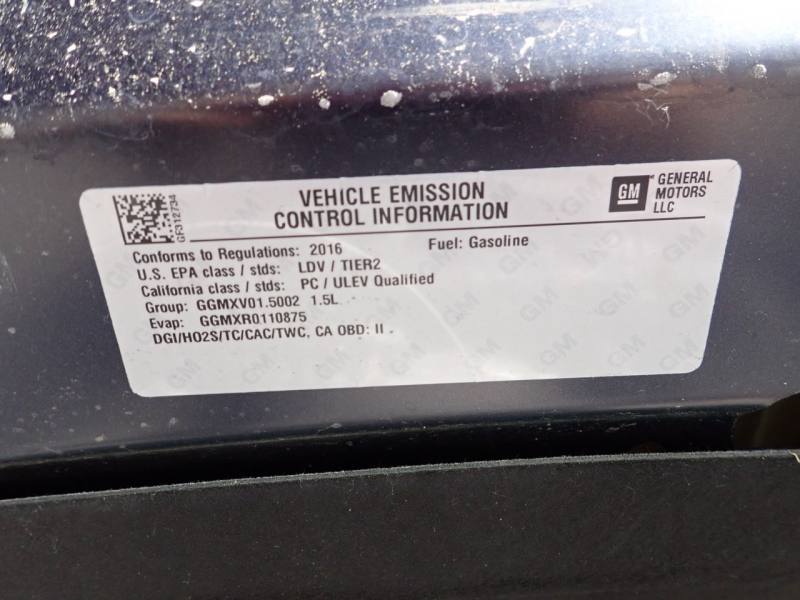 VEHICLE EMISSION
CONTROL INFORMATION
GM
GENERAL
MOTORS
LLC
GF312734
Conforms to Regulations: 2016
Fuel: Gasoline
U.S. EPA class / stds: LDV / TIER2
California class / stds: PC / ULEV Qualified
Group: GGMXV01.5002 1.5L
Evap: GGMXR0110875
DGI/HO2S/TC/CAC/TWC, CA OBD: II .